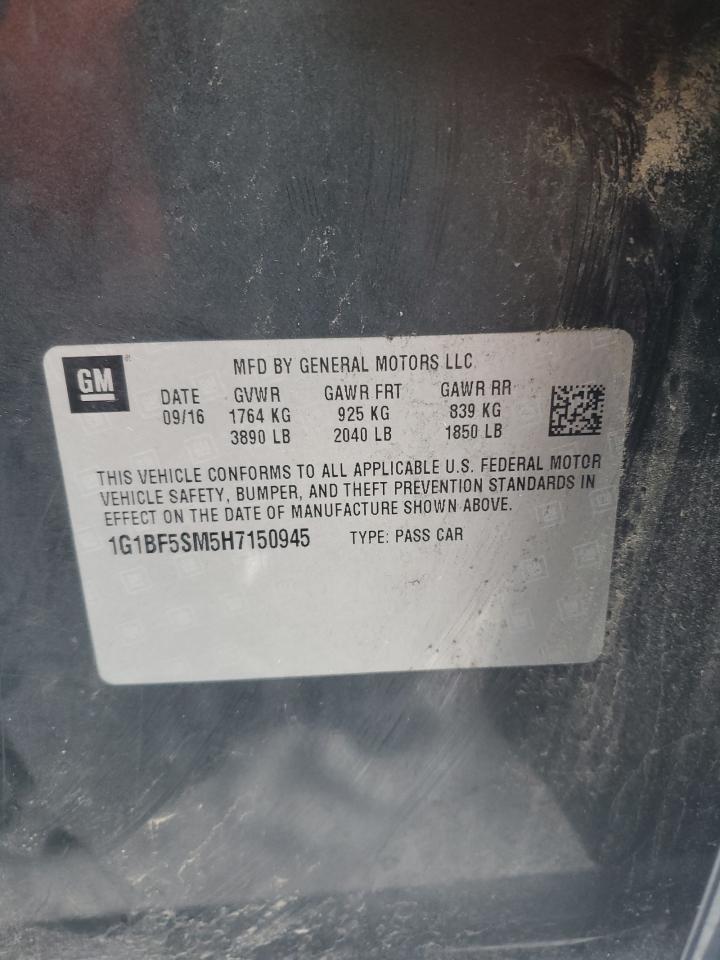 GM
MFD BY GENERAL MOTORS LLC
DATE GVWR GAWR FRT GAWR RR
09/16 1764 KG 925 KG 839 KG
3890 LB 2040 LB 1850 LB
THIS VEHICLE CONFORMS TO ALL APPLICABLE U.S. FEDERAL MOTOR
VEHICLE SAFETY, BUMPER, AND THEFT PREVENTION STANDARDS IN
EFFECT ON THE DATE OF MANUFACTURE SHOWN ABOVE.
1G1BF5SM5H7150945 TYPE: PASS CAR